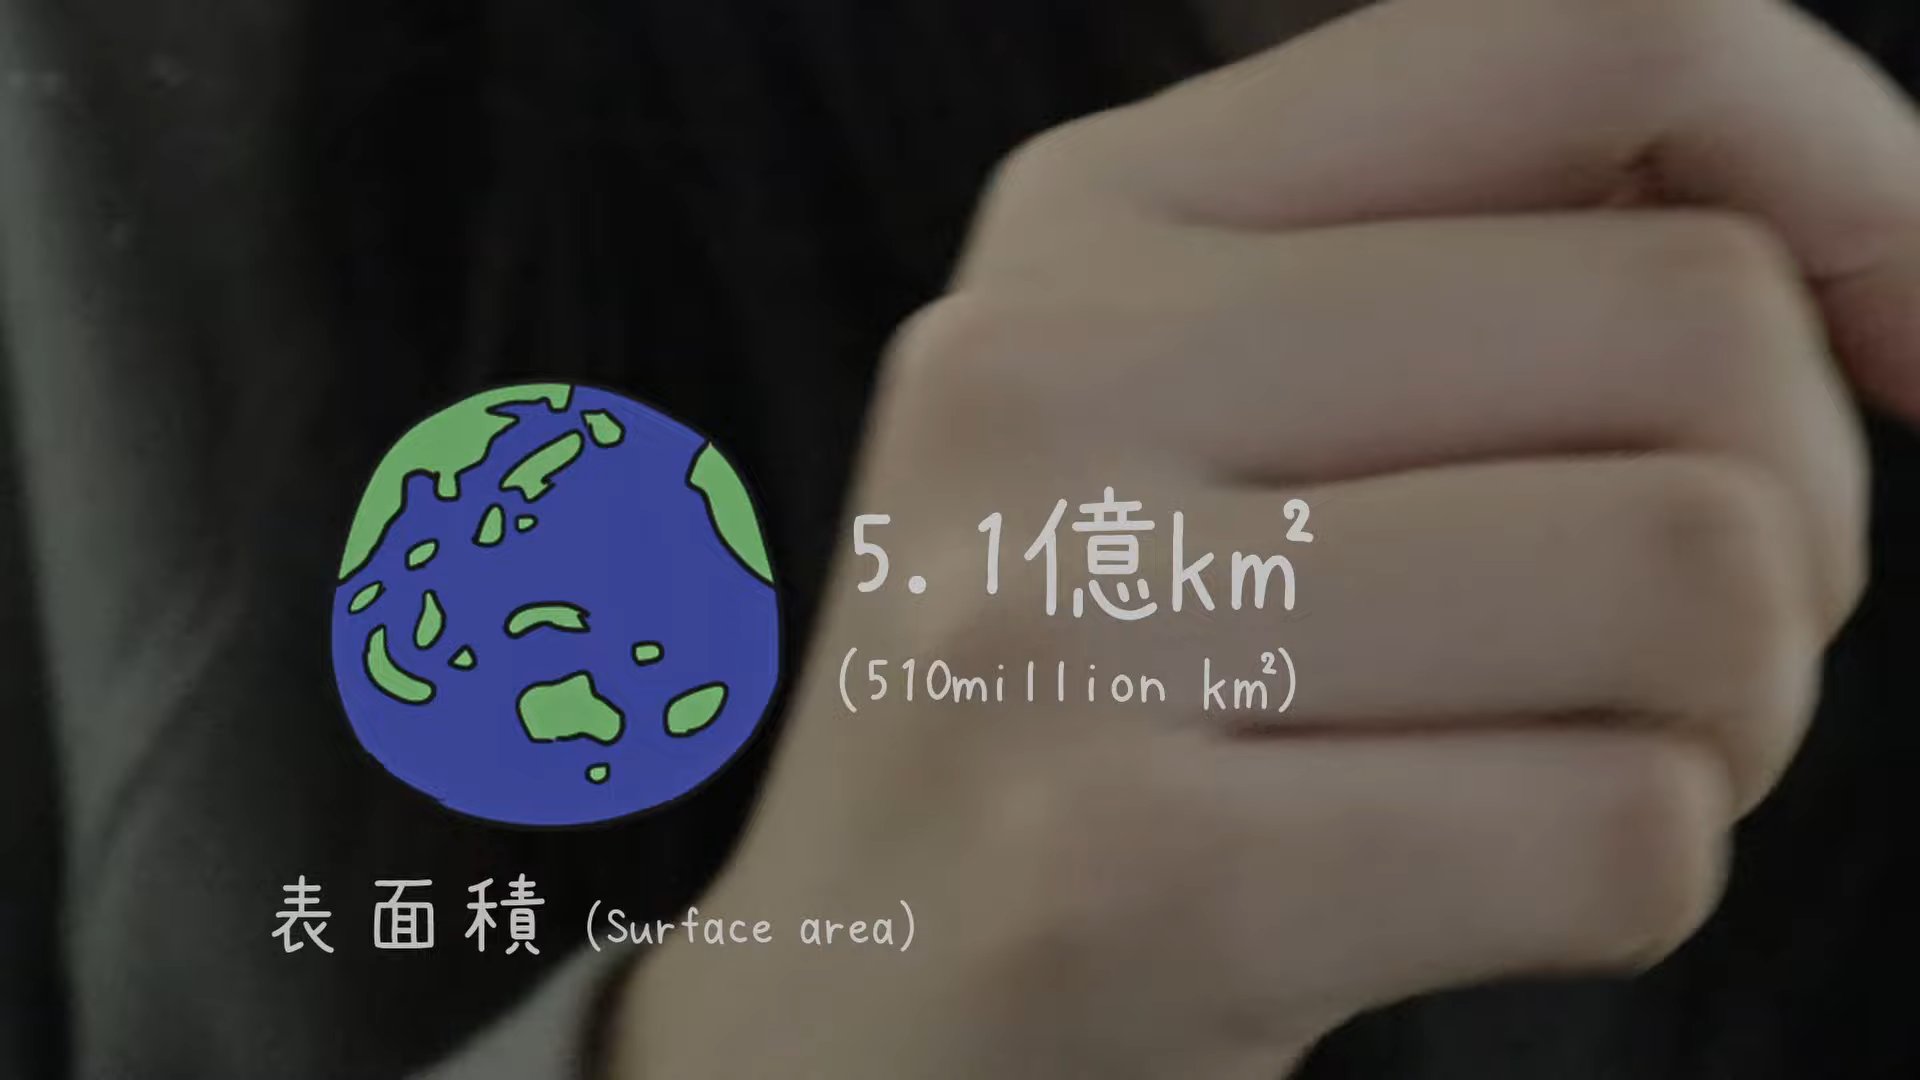 5.1億km²
(510million km²)
表面積 (Surface area)